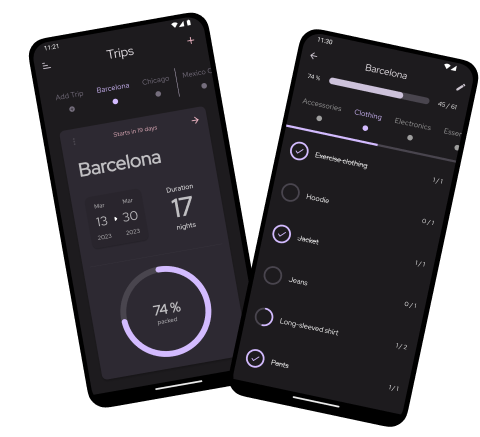 11:21
Trips
+
Add Trip
Barcelona
Chicago
Mexico C
Starts in 19 days
Barcelona
Mar
Mar
13
30
2023
2023
Duration
17
nights
74 %
packed
11:30
Barcelona
74 %
45 / 61
Accessories
Clothing
Electronics
Essen
Exercise clothing
1 / 1
Hoodie
0 / 1
Jacket
1 / 1
Jeans
0 / 1
Long-sleeved shirt
1 / 2
Pants
1 / 1